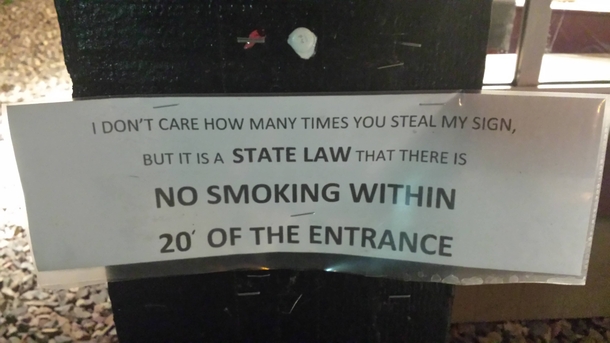 I DON'T CARE HOW MANY TIMES YOU STEAL MY SIGN,
BUT IT IS A STATE LAW THAT THERE IS
NO SMOKING WITHIN
20' OF THE ENTRANCE